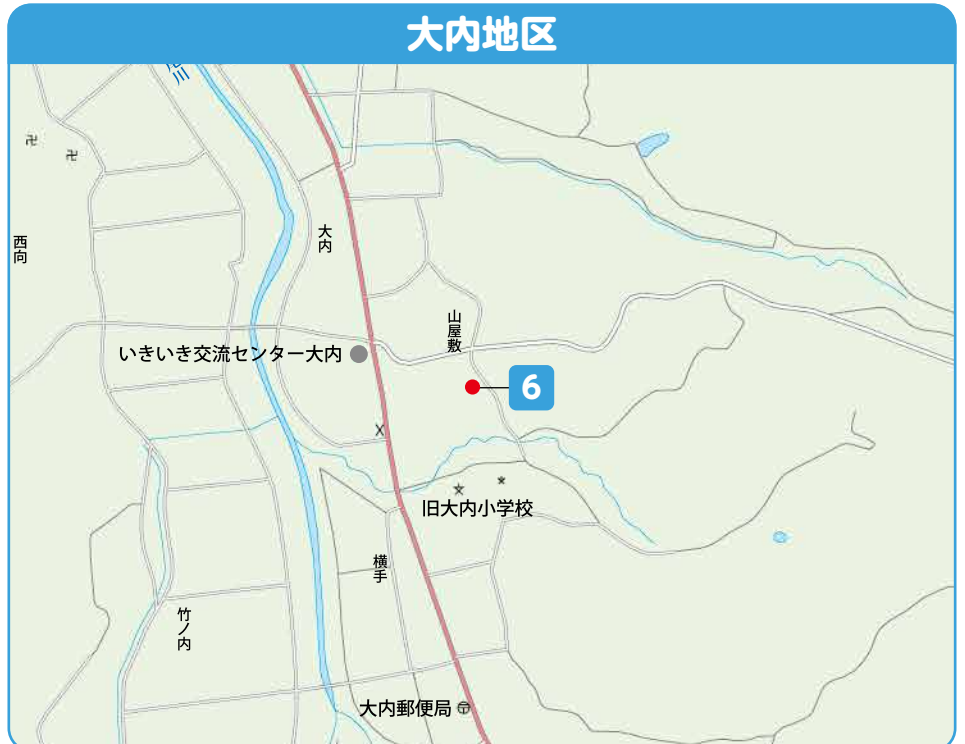 大内地区
川
西向
大内
山屋敷
いきいき交流センター大内
6
旧大内小学校
横手
竹ノ内
大内郵便局